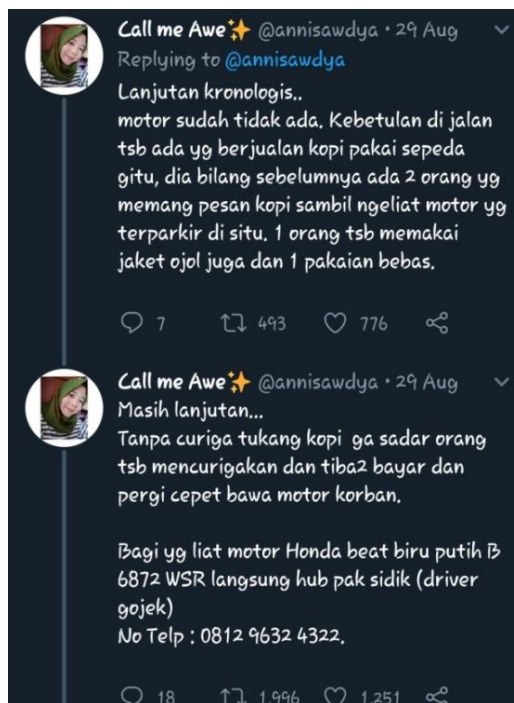 Call me Awe✨ @annisawdya • 29 Aug
Replying to @annisawdya
Lanjutan kronologis..
motor sudah tidak ada. Kebetulan di jalan
tsb ada yg berjualan kopi pakai sepeda
gitu, dia bilang sebelumnya ada 2 orang yg
memang pesan kopi sambil ngeliat motor yg
terparkir di situ. 1 orang tsb memakai
jaket ojol juga dan 1 pakaian bebas.
7 493 776
Call me Awe✨ @annisawdya • 29 Aug
Masih lanjutan...
Tanpa curiga tukang kopi ga sadar orang
tsb mencurigakan dan tiba2 bayar dan
pergi cepet bawa motor korban.
Bagi yg liat motor Honda beat biru putih B
6872 WSR langsung hub pak sidik (driver
gojek)
No Telp : 0812 9632 4322.
18 1.996 1.251